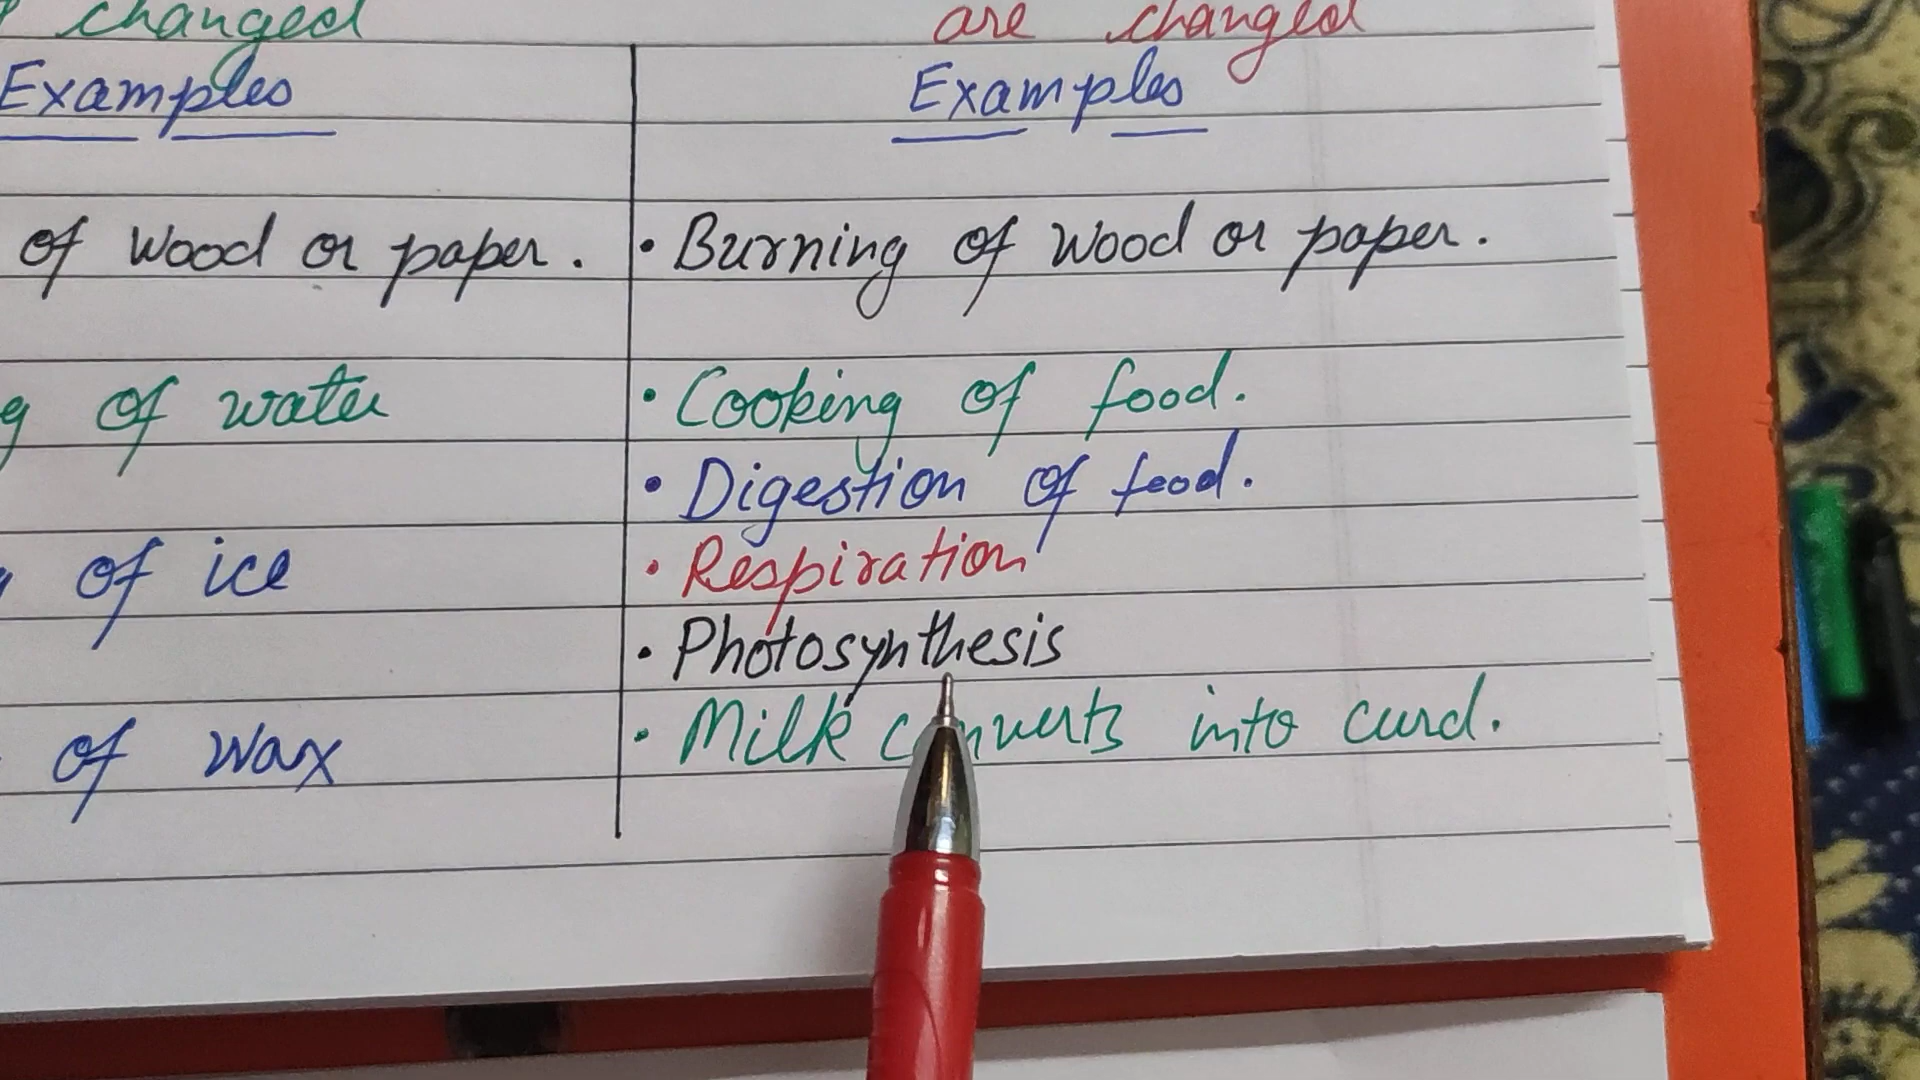 changed are changed
Examples Examples
of wood or paper. • Burning of wood or paper.
g of water • Cooking of food.
• Digestion of food.
of ice • Respiration
• Photosynthesis
of wax • Milk converts into curd.